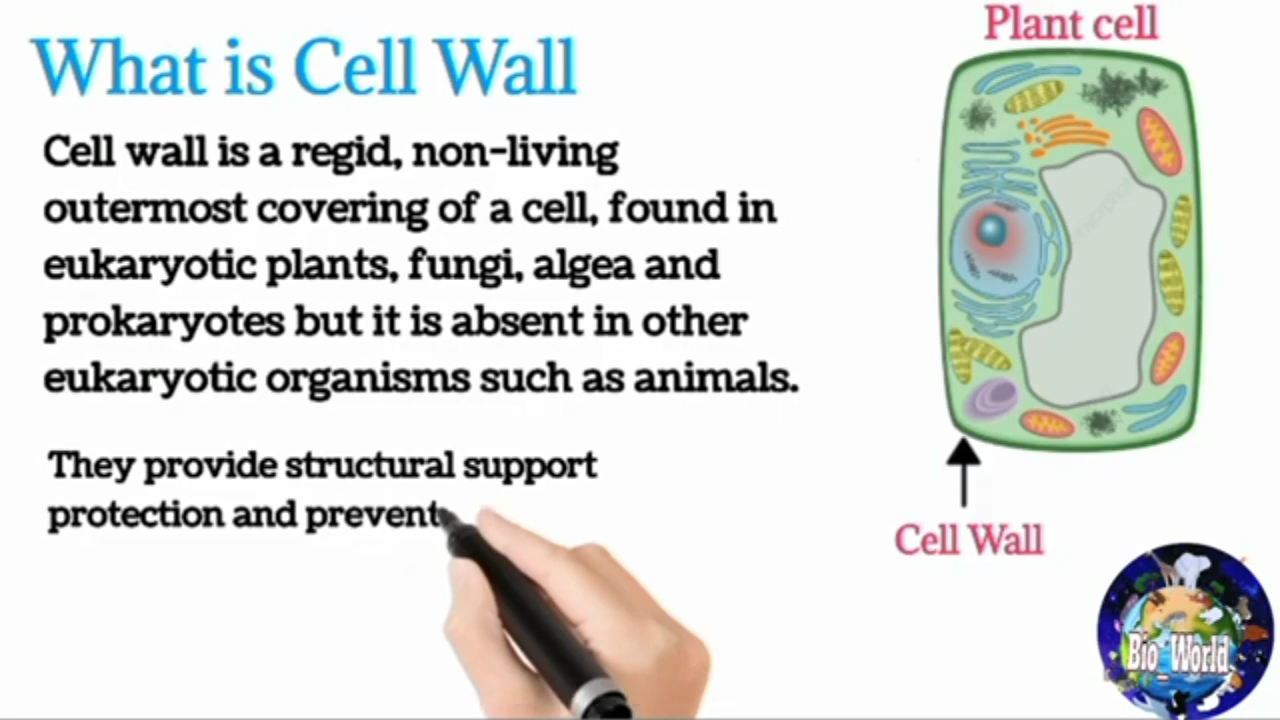 What is Cell Wall
Cell wall is a regid, non-living
outermost covering of a cell, found in
eukaryotic plants, fungi, algea and
prokaryotes but it is absent in other
eukaryotic organisms such as animals.
They provide structural support
protection and prevent
Plant cell
Cell Wall
Bio_World